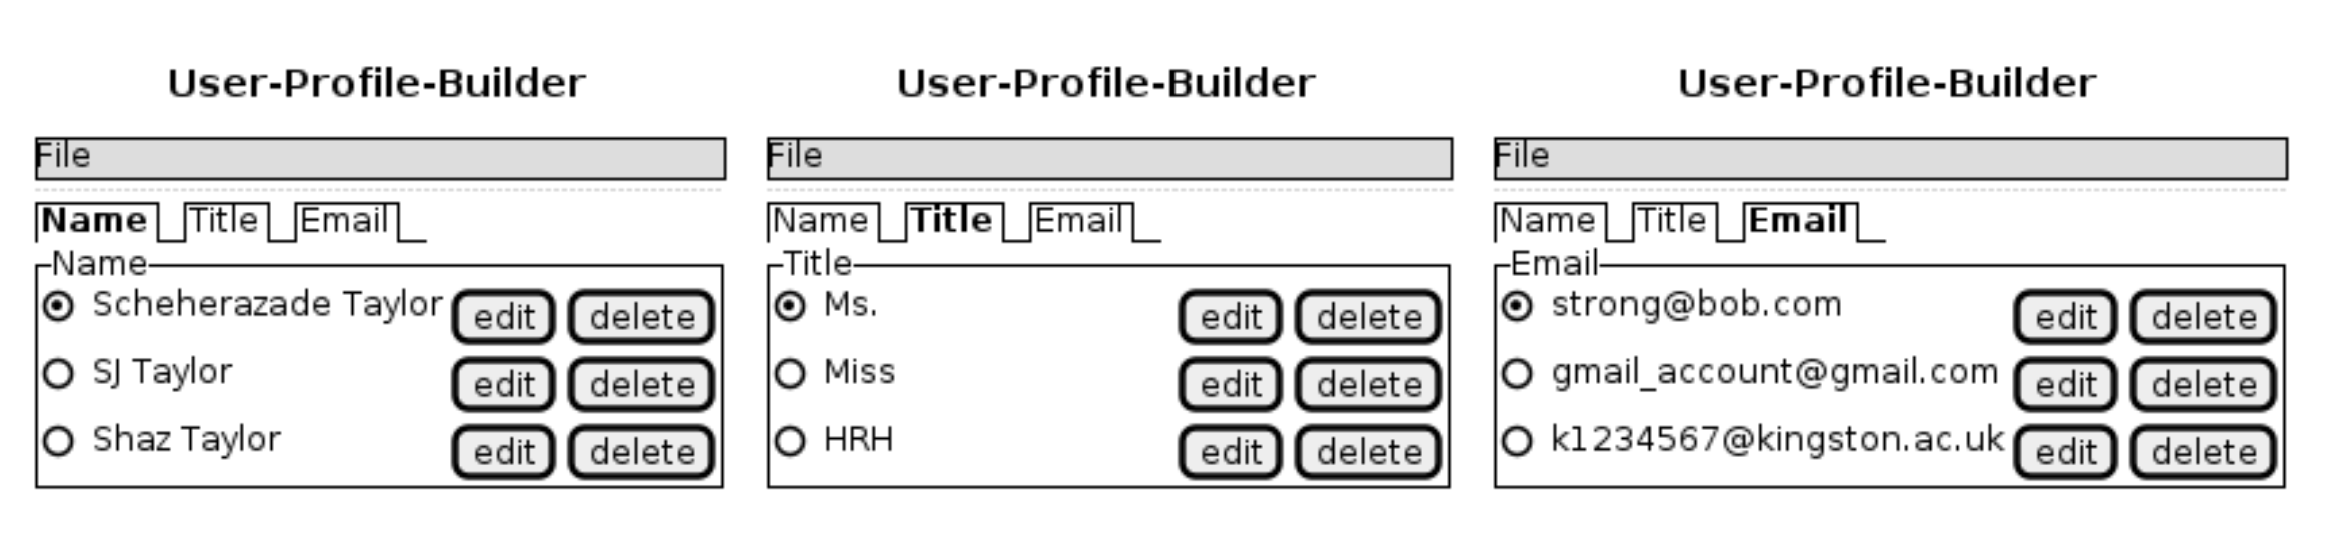 User-Profile-Builder
File
Name Title Email
Name
Scheherazade Taylor edit delete
SJ Taylor edit delete
Shaz Taylor edit delete
User-Profile-Builder
File
Name Title Email
Title
Ms. edit delete
Miss edit delete
HRH edit delete
User-Profile-Builder
File
Name Title Email
Email
strong@bob.com edit delete
gmail_account@gmail.com edit delete
k1234567@kingston.ac.uk edit delete